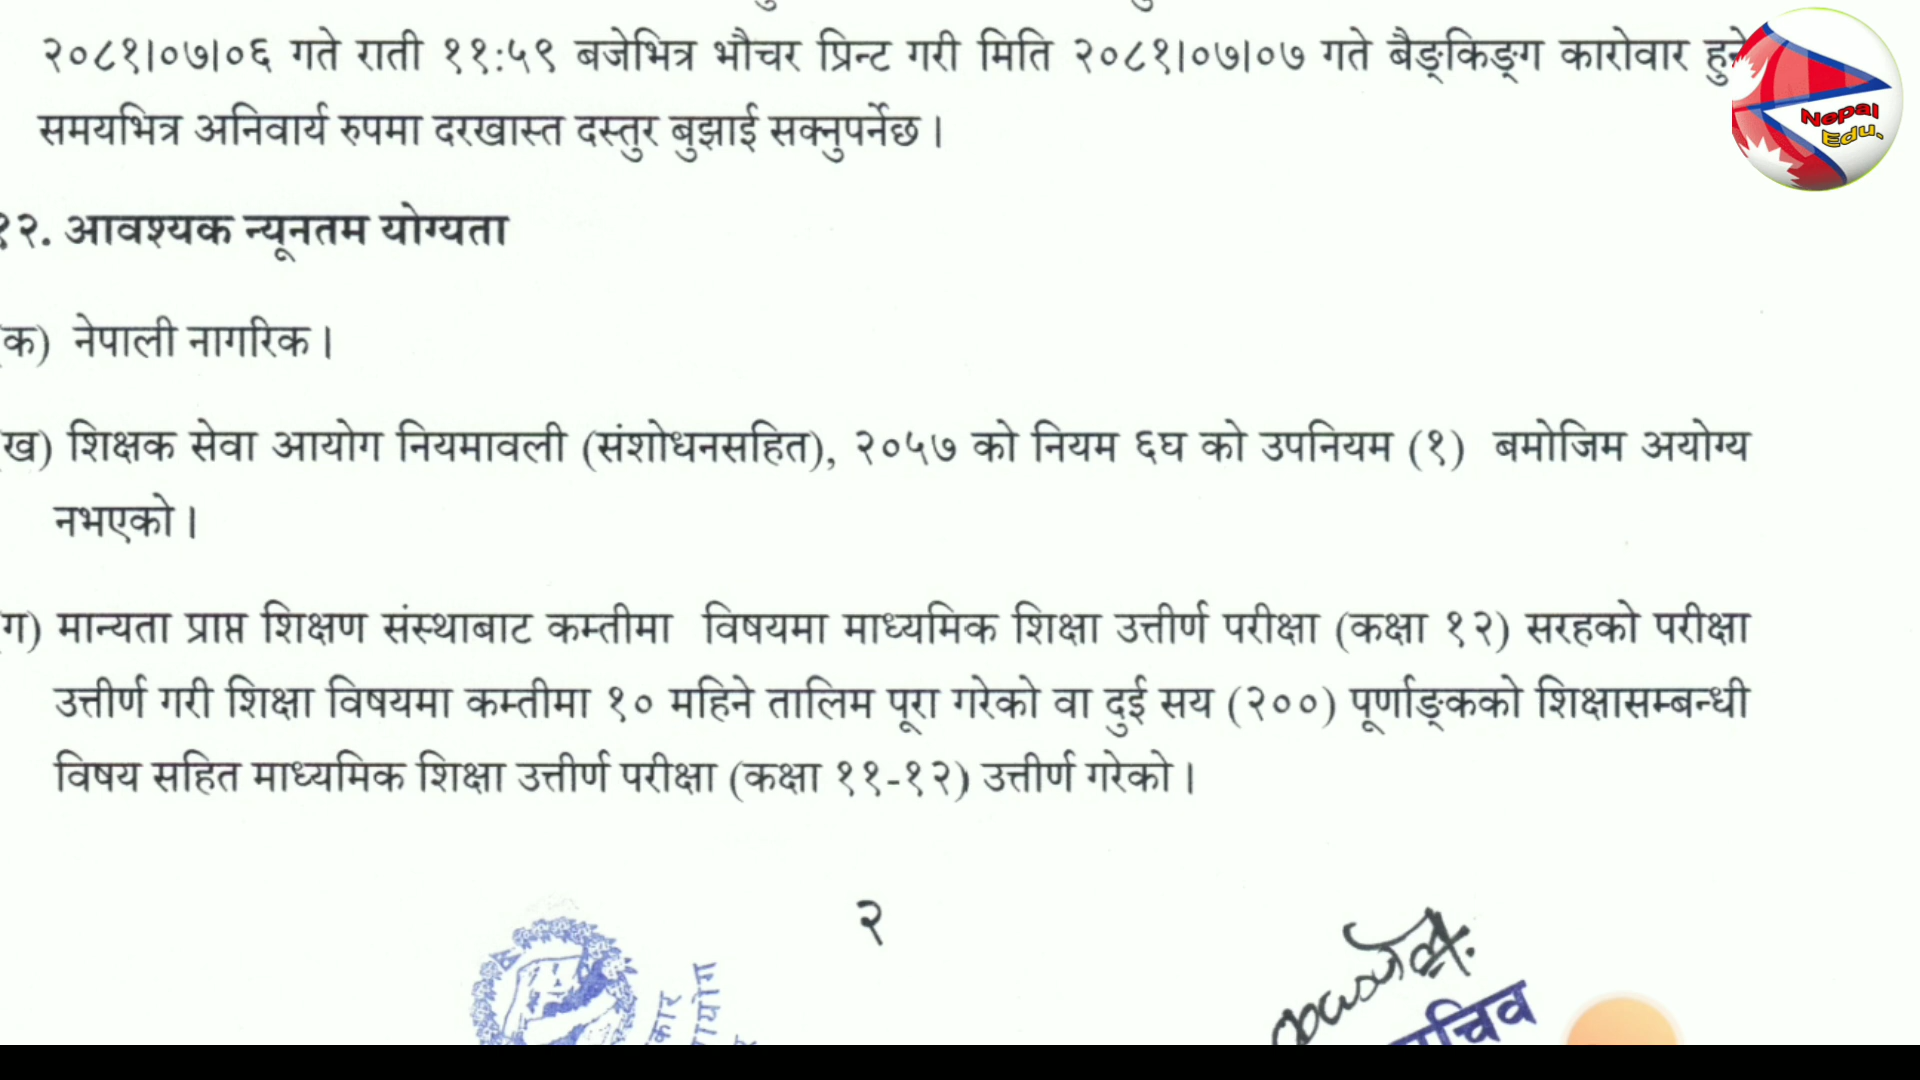 २०८१।०७।०६ गते राती ११:५९ बजेभित्र भौचर प्रिन्ट गरी मिति २०८१।०७।०७ गते बैङ्किङ्ग कारोवार हुने
समयभित्र अनिवार्य रुपमा दरखास्त दस्तुर बुझाई सक्नुपर्नेछ ।
Nepal
Edu.
१२. आवश्यक न्यूनतम योग्यता
(क) नेपाली नागरिक ।
(ख) शिक्षक सेवा आयोग नियमावली (संशोधनसहित), २०५७ को नियम ६घ को उपनियम (१) बमोजिम अयोग्य
नभएको ।
(ग) मान्यता प्राप्त शिक्षण संस्थाबाट कम्तीमा विषयमा माध्यमिक शिक्षा उत्तीर्ण परीक्षा (कक्षा १२) सरहको परीक्षा
उत्तीर्ण गरी शिक्षा विषयमा कम्तीमा १० महिने तालिम पूरा गरेको वा दुई सय (२००) पूर्णाङ्कको शिक्षासम्बन्धी
विषय सहित माध्यमिक शिक्षा उत्तीर्ण परीक्षा (कक्षा ११-१२) उत्तीर्ण गरेको ।
२